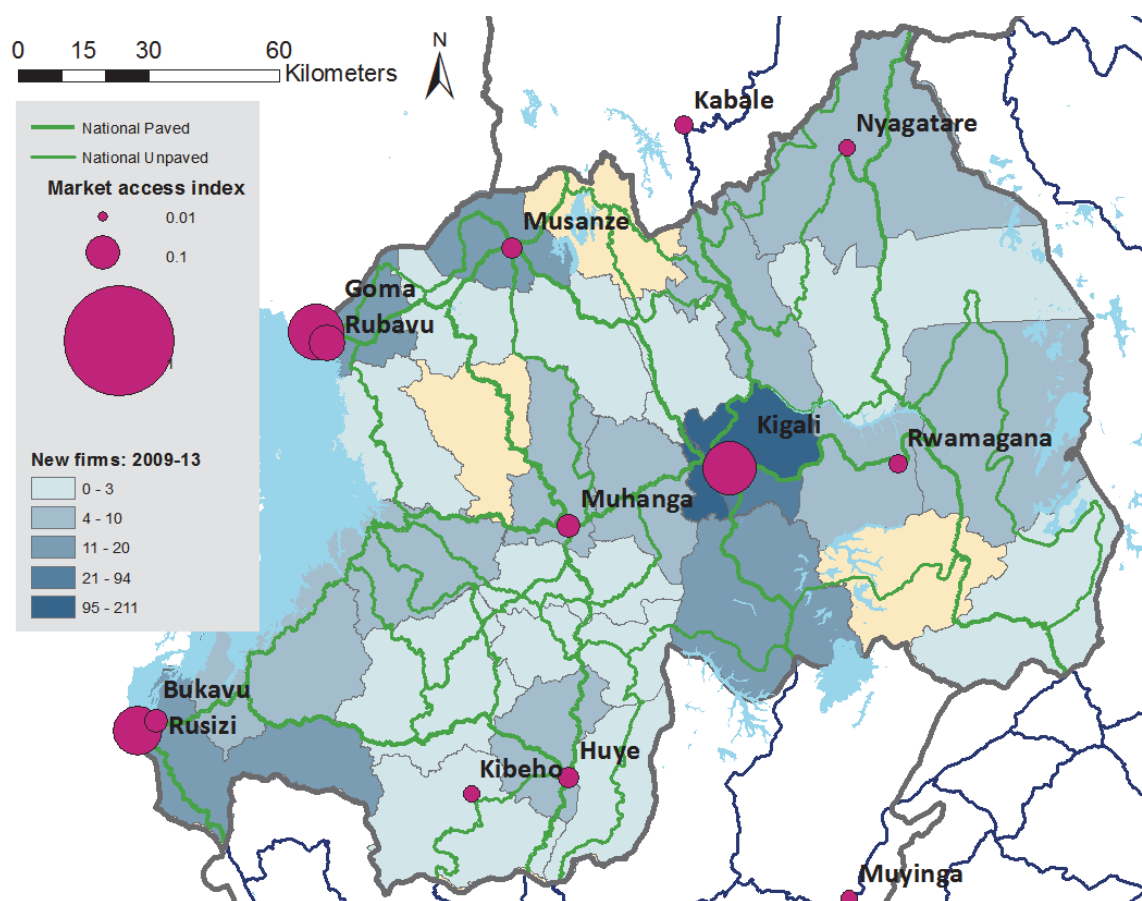 0 15 30 60
Kilometers
N
National Paved
National Unpaved
Market access index
0.01
0.1
1
New firms: 2009-13
0 - 3
4 - 10
11 - 20
21 - 94
95 - 211
Kabale
Nyagatare
Musanze
Goma
Rubavu
Kigali
Rwamagana
Muhanga
Bukavu
Rusizi
Huye
Kibeho
Muyinga